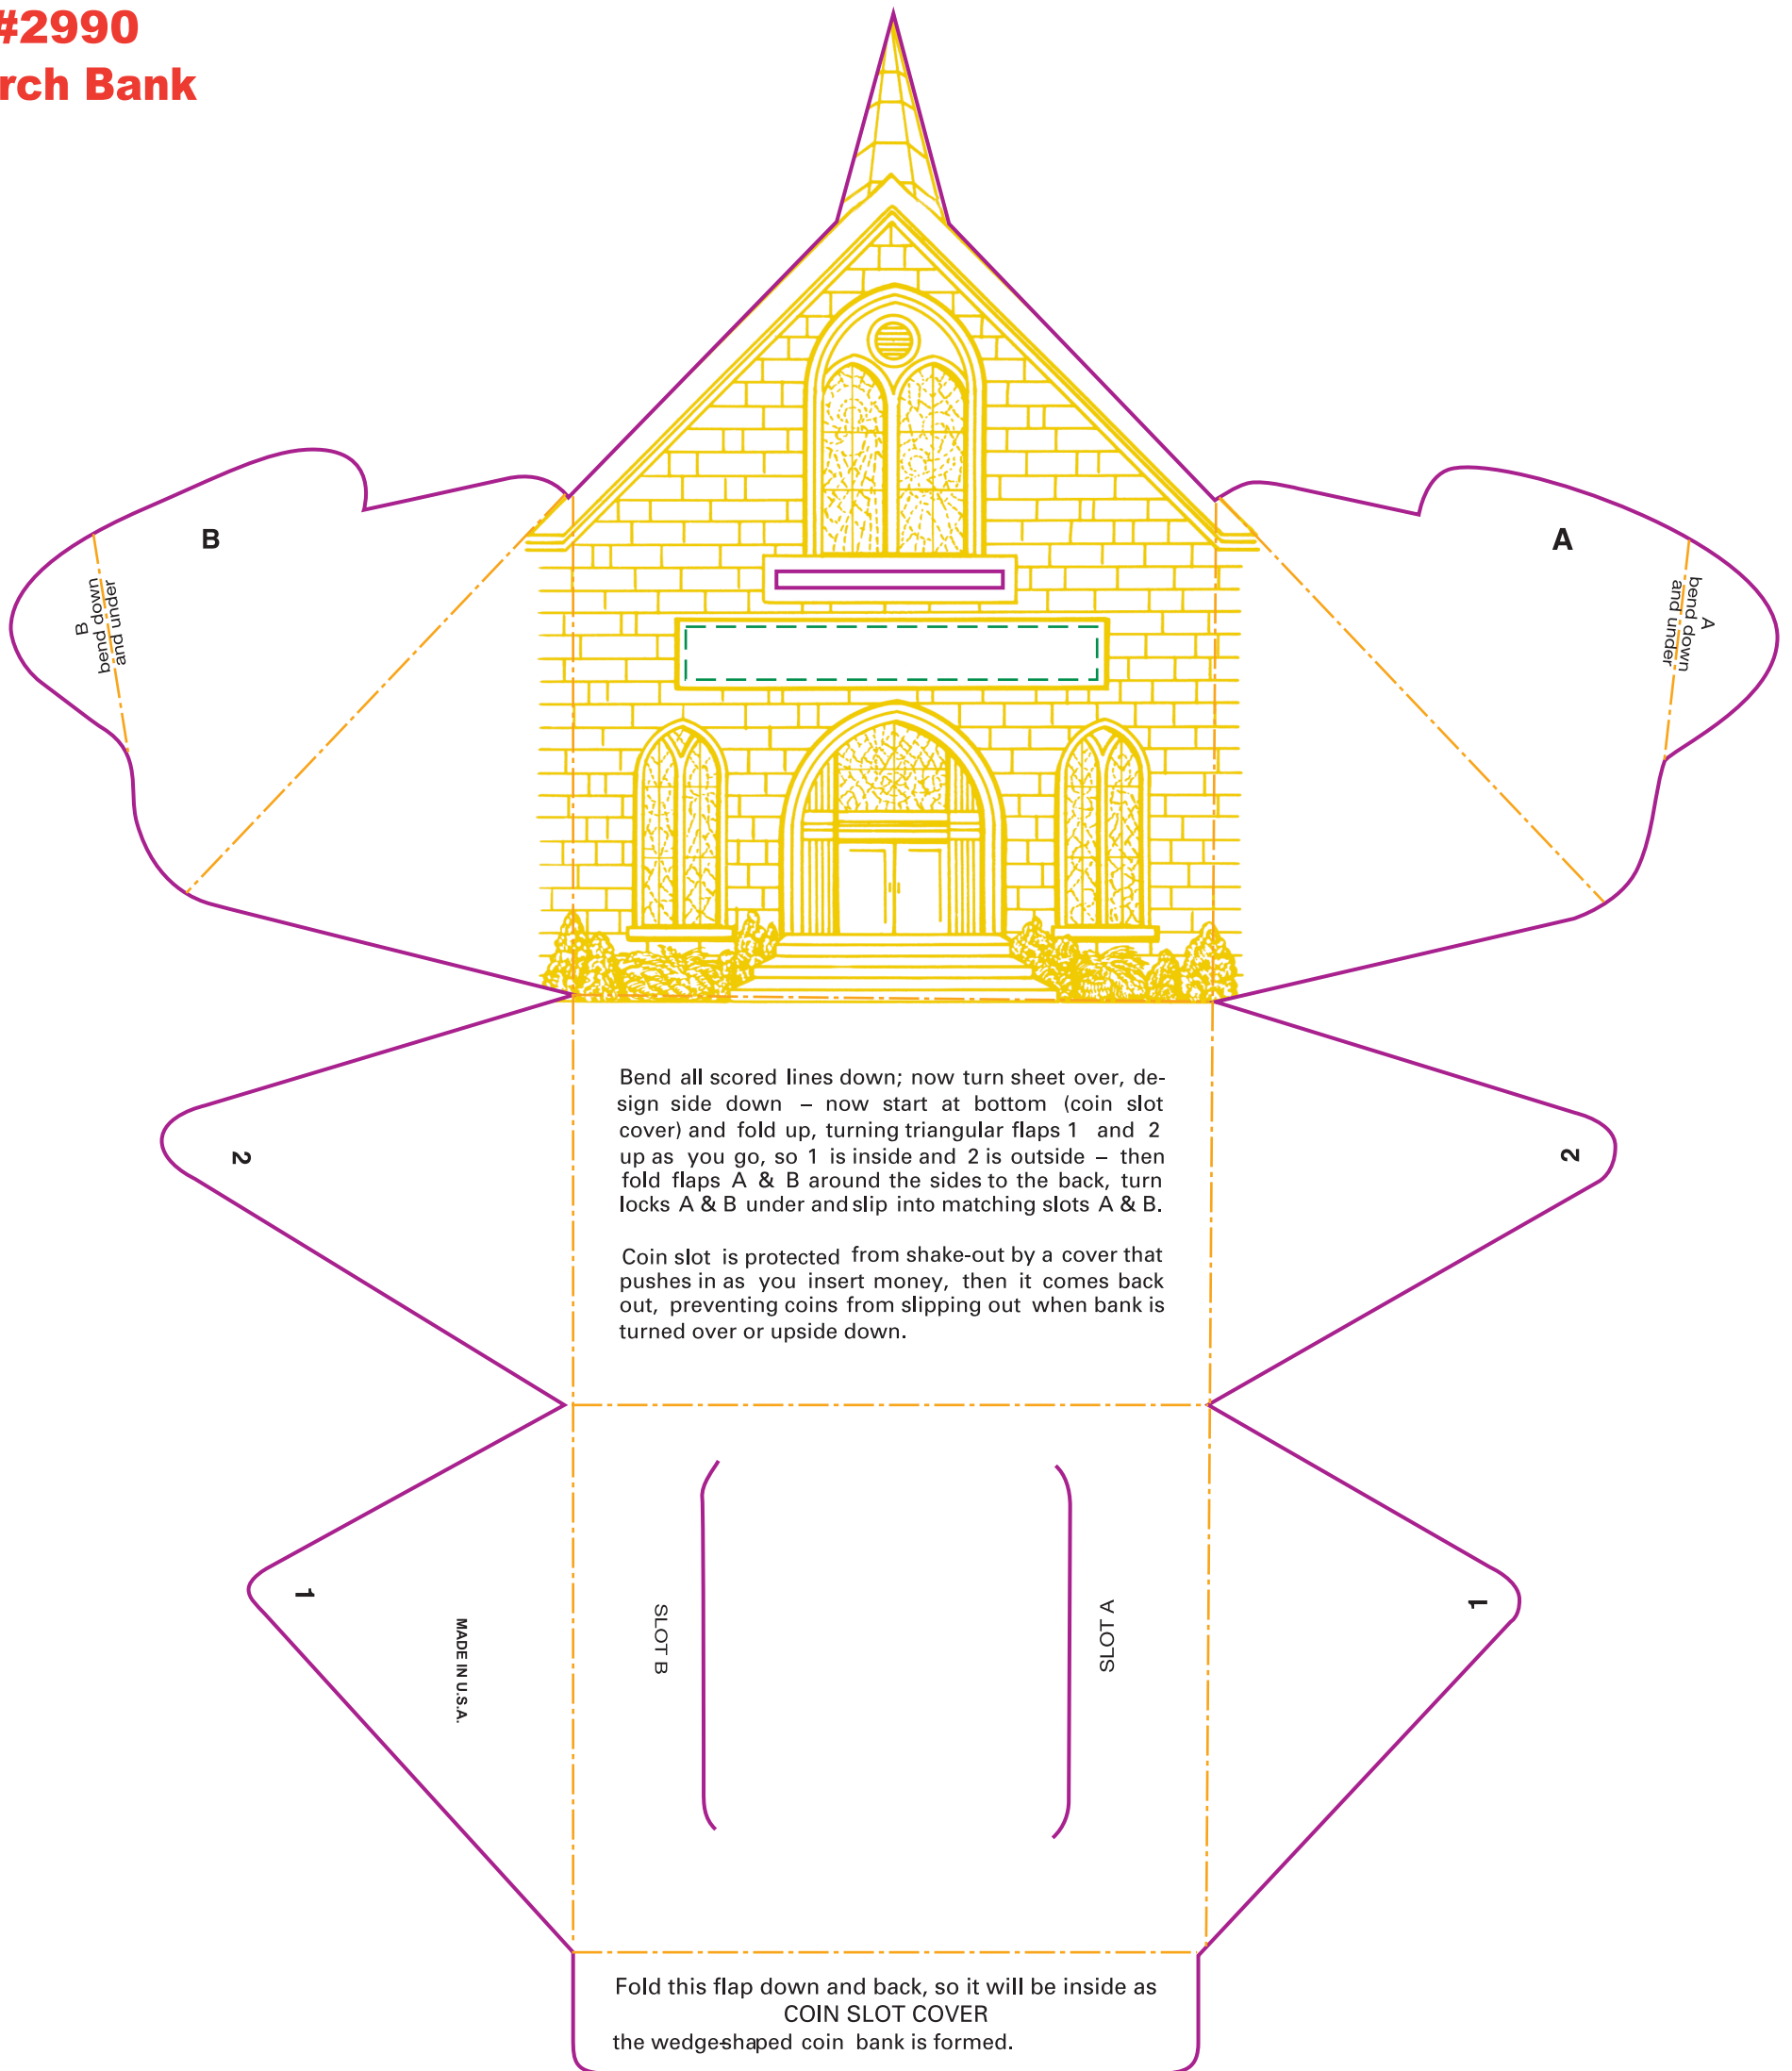 #2990
rch Bank
B
A
B
bend down
and under
A
bend down
and under
Bend all scored lines down; now turn sheet over, de-
sign side down – now start at bottom (coin slot
cover) and fold up, turning triangular flaps 1 and 2
up as you go, so 1 is inside and 2 is outside – then
fold flaps A & B around the sides to the back, turn
locks A & B under and slip into matching slots A & B.
Coin slot is protected from shake-out by a cover that
pushes in as you insert money, then it comes back
out, preventing coins from slipping out when bank is
turned over or upside down.
2
2
1
1
MADE IN U.S.A.
SLOT B
SLOT A
Fold this flap down and back, so it will be inside as
COIN SLOT COVER
the wedge-shaped coin bank is formed.